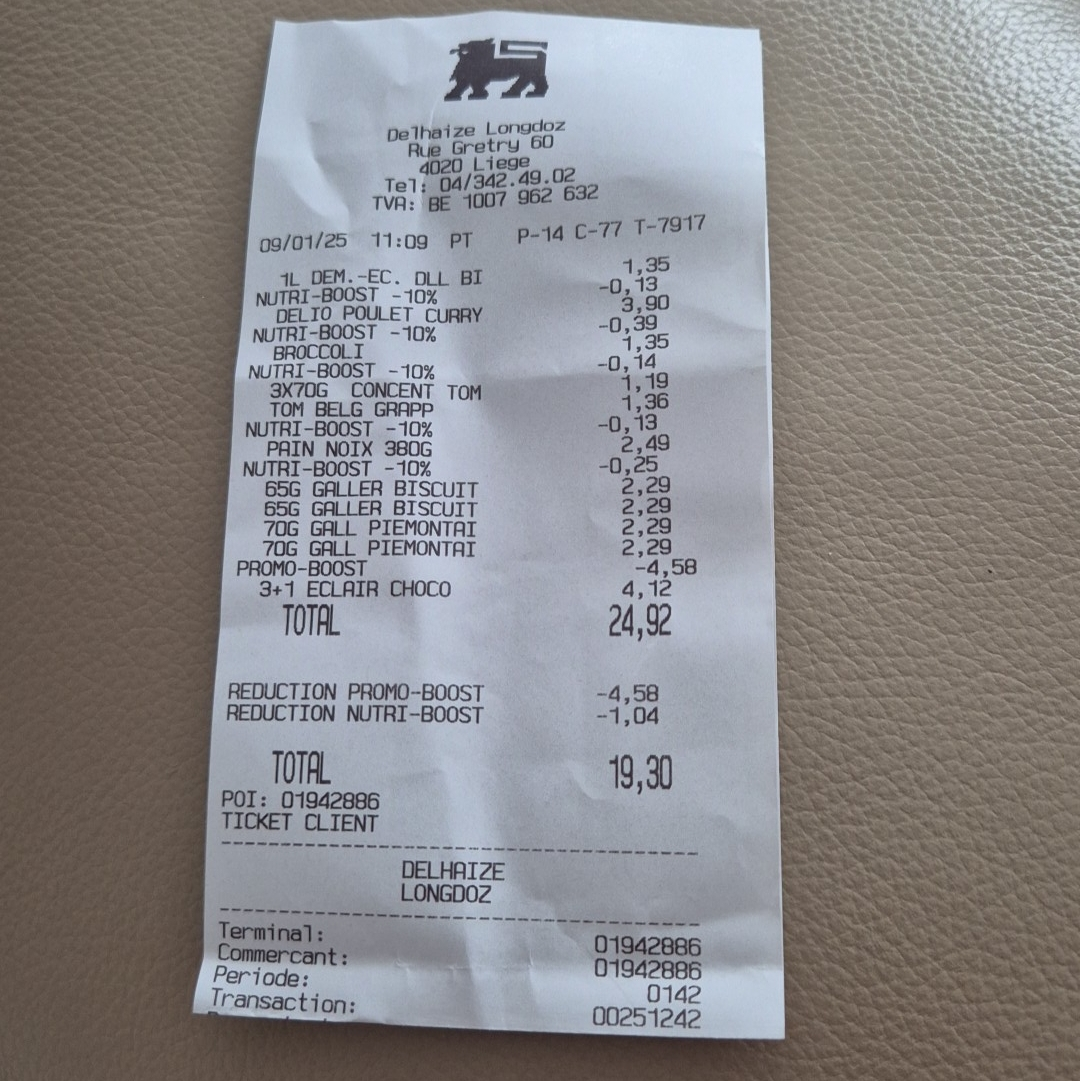 Delhaize Longdoz
Rue Gretry 60
4020 Liege
Tel: 04/342.49.02
TVA: BE 1007 962 632
09/01/25 11:09 PT P-14 C-77 T-7917
1L DEM.-EC. DLL BI 1,35
NUTRI-BOOST -10% -0,13
DELIO POULET CURRY 3,90
NUTRI-BOOST -10% -0,39
BROCCOLI 1,35
NUTRI-BOOST -10% -0,14
3X70G CONCENT TOM 1,19
TOM BELG GRAPP 1,36
NUTRI-BOOST -10% -0,13
PAIN NOIX 380G 2,49
NUTRI-BOOST -10% -0,25
65G GALLER BISCUIT 2,29
65G GALLER BISCUIT 2,29
70G GALL PIEMONTAI 2,29
70G GALL PIEMONTAI 2,29
PROMO-BOOST -4,58
3+1 ECLAIR CHOCO 4,12
TOTAL 24,92
REDUCTION PROMO-BOOST -4,58
REDUCTION NUTRI-BOOST -1,04
TOTAL 19,30
POI: 01942886
TICKET CLIENT
DELHAIZE
LONGDOZ
Terminal: 01942886
Commercant: 01942886
Periode: 0142
Transaction: 00251242